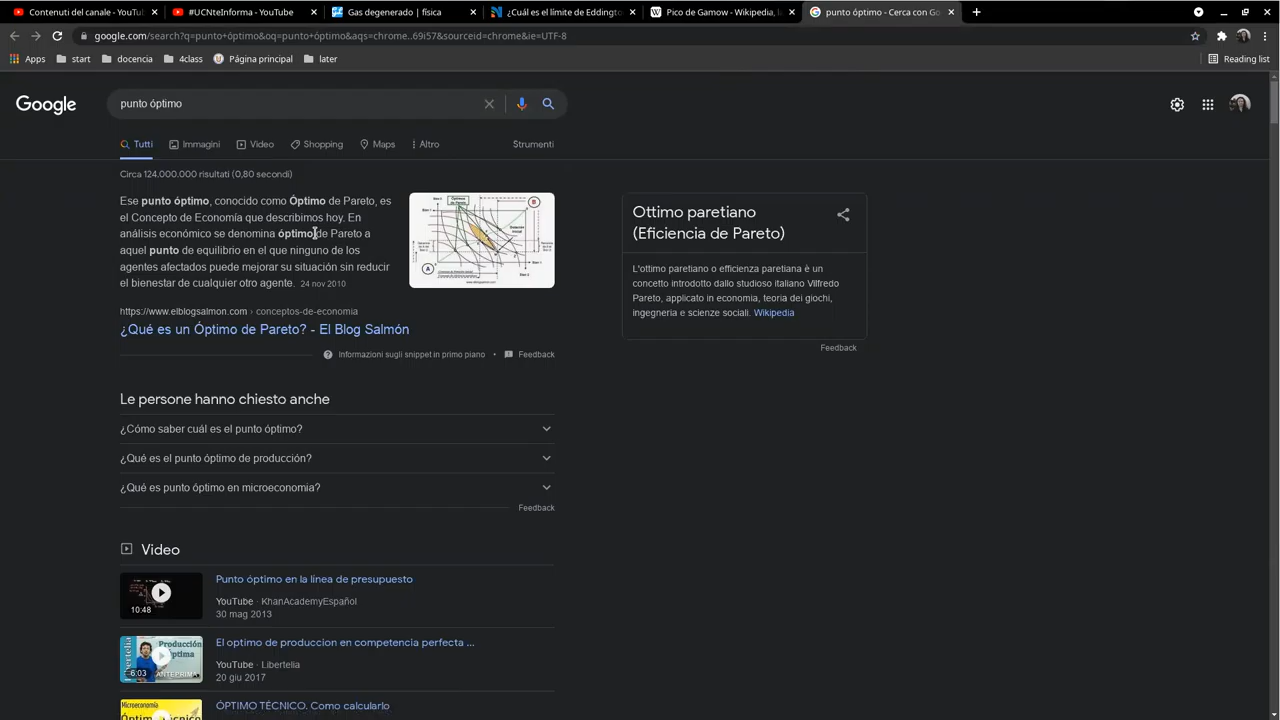 Contenuti del canale - YouTu
#UCNteInforma - YouTube
Gas degenerado | física
¿Cuál es el límite de Eddingto
Pico de Gamow - Wikipedia, l
punto óptimo - Cerca con Go
google.com/search?q=punto+óptimo&oq=punto+óptimo&aqs=chrome..69i57&sourceid=chrome&ie=UTF-8
Apps
start
docencia
4class
Página principal
later
Reading list
Google
punto óptimo
Tutti
Immagini
Video
Shopping
Maps
Altro
Strumenti
Circa 124.000.000 risultati (0,80 secondi)
Ese punto óptimo, conocido como Óptimo de Pareto, es
el Concepto de Economía que describimos hoy. En
análisis económico se denomina óptimo de Pareto a
aquel punto de equilibrio en el que ninguno de los
agentes afectados puede mejorar su situación sin reducir
el bienestar de cualquier otro agente. 24 nov 2010
https://www.elblogsalmon.com › conceptos-de-economia
¿Qué es un Óptimo de Pareto? - El Blog Salmón
Informazioni sugli snippet in primo piano • Feedback
Ottimo paretiano
(Eficiencia de Pareto)
L'ottimo paretiano o efficienza paretiana è un
concetto introdotto dallo studioso italiano Vilfredo
Pareto, applicato in economia, teoria dei giochi,
ingegneria e scienze sociali. Wikipedia
Feedback
Le persone hanno chiesto anche
¿Cómo saber cuál es el punto óptimo?
¿Qué es el punto óptimo de producción?
¿Qué es punto óptimo en microeconomia?
Feedback
Video
Punto óptimo en la línea de presupuesto
YouTube · KhanAcademyEspañol
30 mag 2013
10:48
El optimo de produccion en competencia perfecta ...
YouTube · Libertelia
20 giu 2017
Libertelia
Producción
óptima
6:03
ANTEPRIMA
ÓPTIMO TÉCNICO. Como calcularlo
Microeconomía
Óptimo Técnico